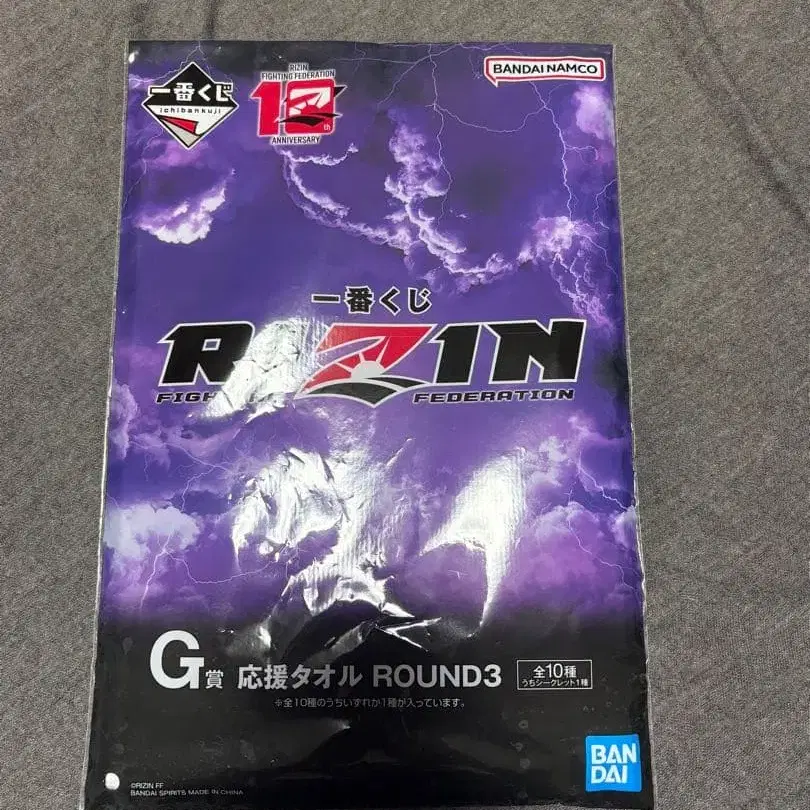 一番くじ
ichibankuji
RIZIN
FIGHTING FEDERATION
10th
ANNIVERSARY
BANDAI NAMCO
一番くじ
RIZIN
FEDERATION
G賞 応援タオル ROUND3
全10種
うちシークレット1種
※全10種のうちいずれか1種が入っています。
©RIZIN FF
BANDAI SPIRITS MADE IN CHINA
BAN
DAI